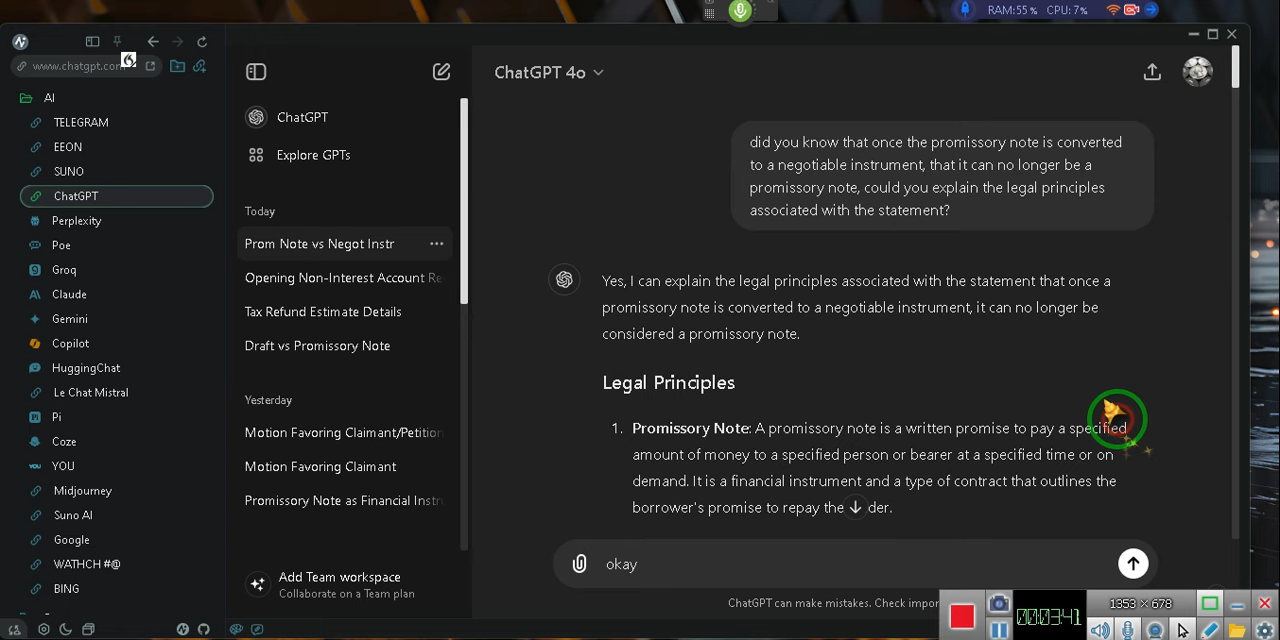 RAM:55 % CPU: 7%
www.chatgpt.com
AI
TELEGRAM
EEON
SUNO
ChatGPT
Perplexity
Poe
Groq
Claude
Gemini
Copilot
HuggingChat
Le Chat Mistral
Pi
Coze
YOU
Midjourney
Suno AI
Google
WATHCH #@
BING
ChatGPT
Explore GPTs
Today
Prom Note vs Negot Instr
Opening Non-Interest Account Re
Tax Refund Estimate Details
Draft vs Promissory Note
Yesterday
Motion Favoring Claimant/Petition
Motion Favoring Claimant
Promissory Note as Financial Instr
Add Team workspace
Collaborate on a Team plan
ChatGPT 4o
did you know that once the promissory note is converted
to a negotiable instrument, that it can no longer be a
promissory note, could you explain the legal principles
associated with the statement?
Yes, I can explain the legal principles associated with the statement that once a
promissory note is converted to a negotiable instrument, it can no longer be
considered a promissory note.
Legal Principles
1. Promissory Note: A promissory note is a written promise to pay a specified
amount of money to a specified person or bearer at a specified time or on
demand. It is a financial instrument and a type of contract that outlines the
borrower's promise to repay the der.
okay
ChatGPT can make mistakes. Check impor
00:03:41
1353 × 678